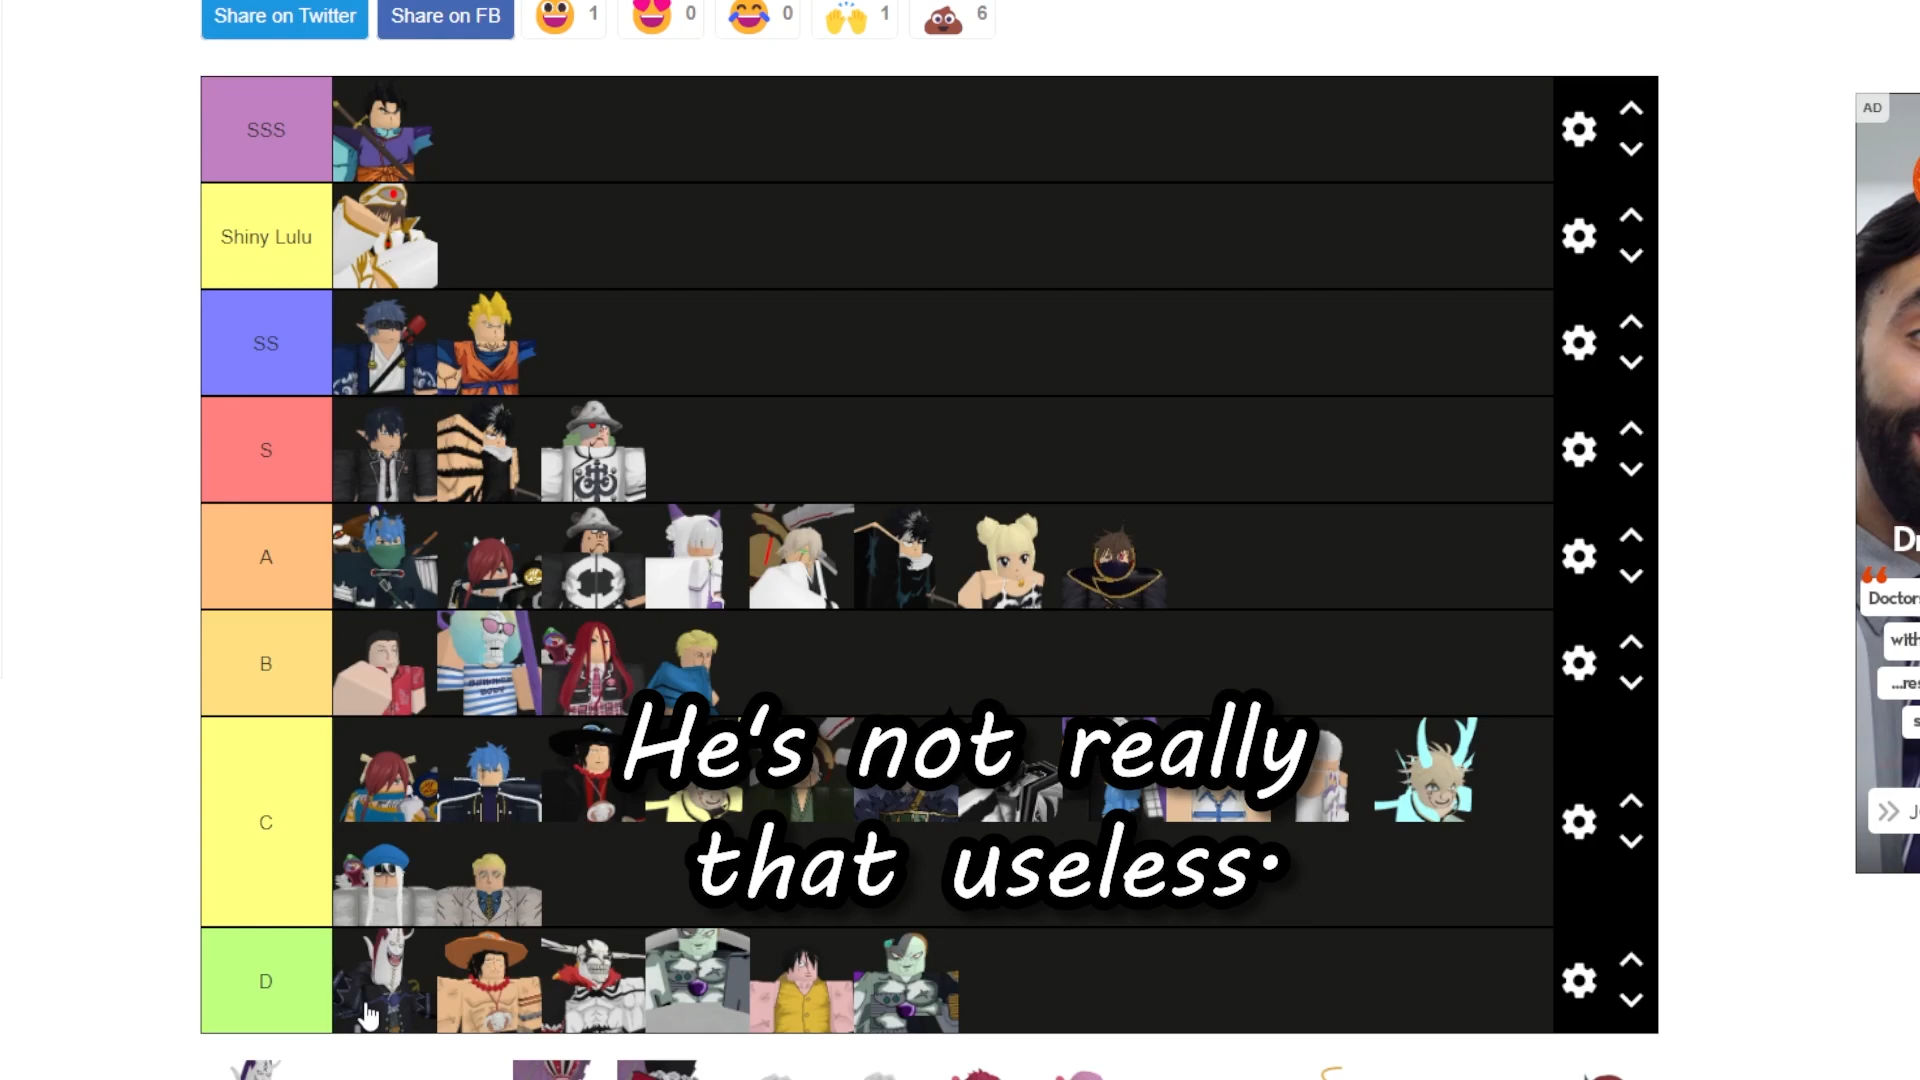 Share on Twitter
Share on FB
1
0
0
1
6
SSS
Shiny Lulu
SS
S
A
B
C
D
He's not really
that useless.
AD
Doctor
with
...re